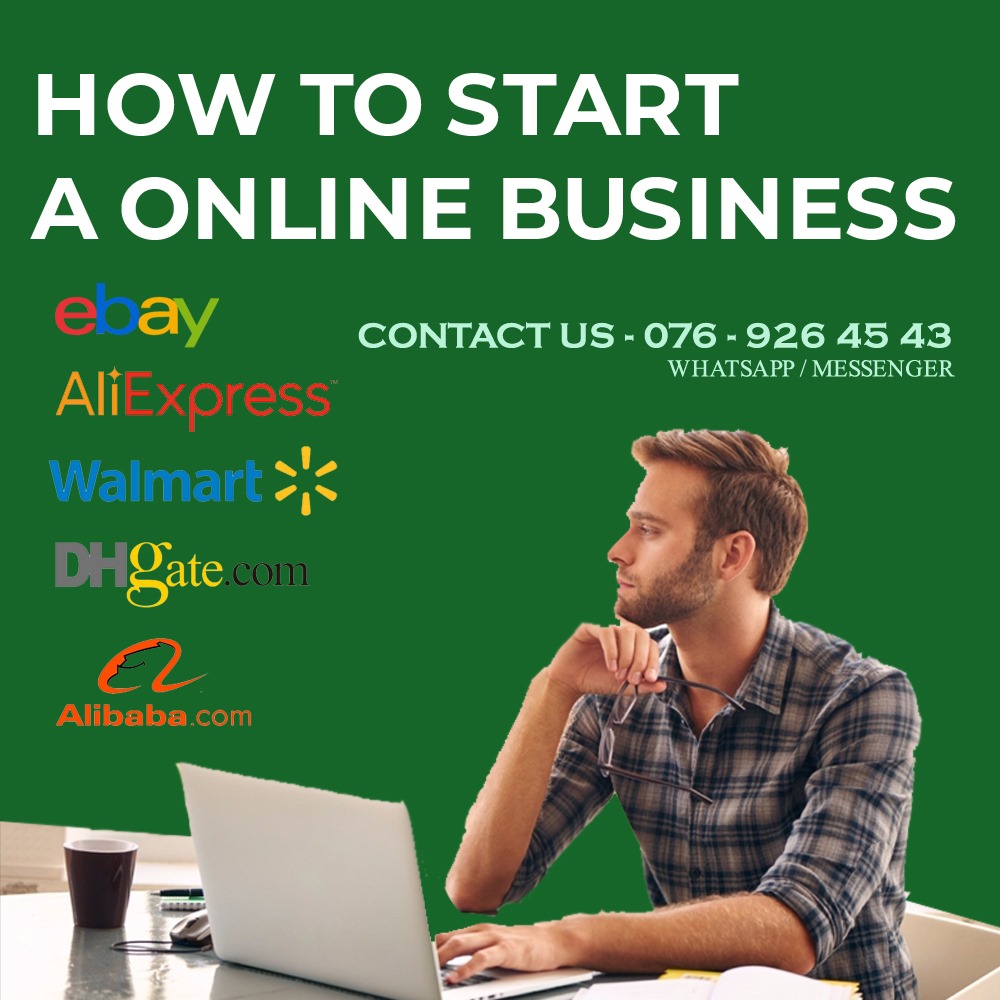 HOW TO START
A ONLINE BUSINESS
ebay
CONTACT US - 076 - 926 45 43
WHATSAPP / MESSENGER
AliExpress™
Walmart
DHgate.com
Alibaba.com